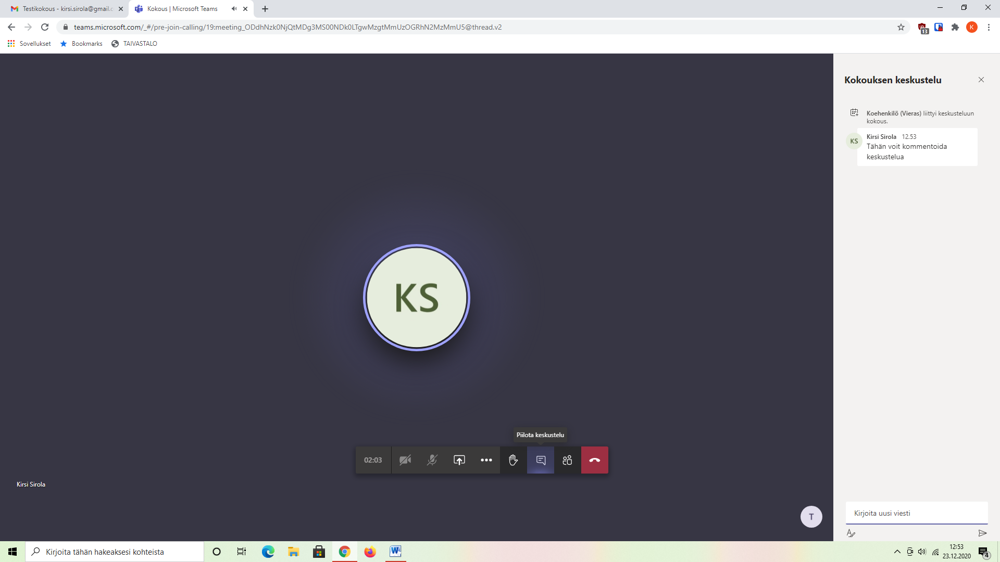 Testikokous - kirsi.sirola@gmail.c
Kokous | Microsoft Teams
teams.microsoft.com/_#/pre-join-calling/19:meeting_ODdhNzk0NjQtMDg3MS00NDk0LTgwMzgtMmUzOGRhN2MzMmU5@thread.v2
13
K
Sovellukset
Bookmarks
TAIVASTALO
Kokouksen keskustelu
Koehenkilö (Vieras) liittyi keskusteluun
kokous.
KS
Kirsi Sirola 12.53
Tähän voit kommentoida
keskustelua
KS
Piilota keskustelu
02:03
Kirsi Sirola
T
Kirjoita uusi viesti
Kirjoita tähän hakeaksesi kohteista
W
12:53
23.12.2020
4